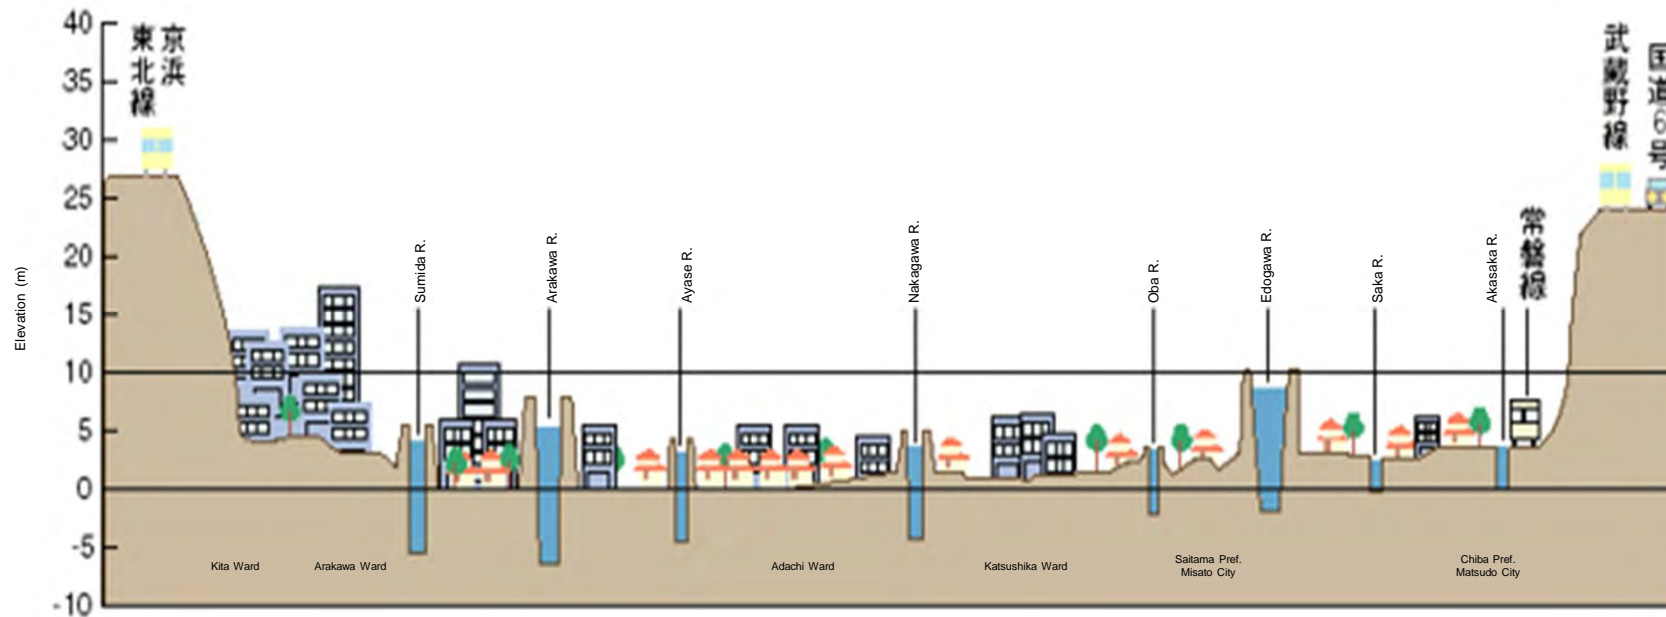 Elevation (m)
40
35
30
25
20
15
10
5
0
-5
-10
京浜
東北線
Sumida R.
Arakawa R.
Ayase R.
Nakagawa R.
Oba R.
Edogawa R.
Saka R.
Akasaka R.
常磐線
武蔵野線
国道6号
Kita Ward
Arakawa Ward
Adachi Ward
Katsushika Ward
Saitama Pref.
Misato City
Chiba Pref.
Matsudo City